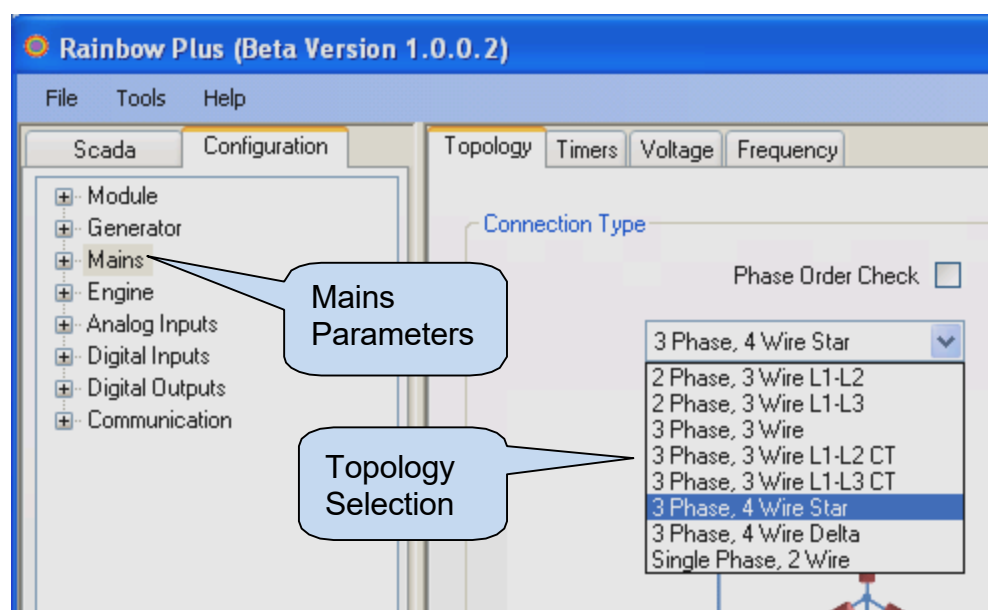 Rainbow Plus (Beta Version 1.0.0.2)
File Tools Help
Scada Configuration
Topology Timers Voltage Frequency
Module
Generator
Mains
Engine
Analog Inputs
Digital Inputs
Digital Outputs
Communication
Mains
Parameters
Topology
Selection
Connection Type
Phase Order Check
3 Phase, 4 Wire Star
2 Phase, 3 Wire L1-L2
2 Phase, 3 Wire L1-L3
3 Phase, 3 Wire
3 Phase, 3 Wire L1-L2 CT
3 Phase, 3 Wire L1-L3 CT
3 Phase, 4 Wire Star
3 Phase, 4 Wire Delta
Single Phase, 2 Wire